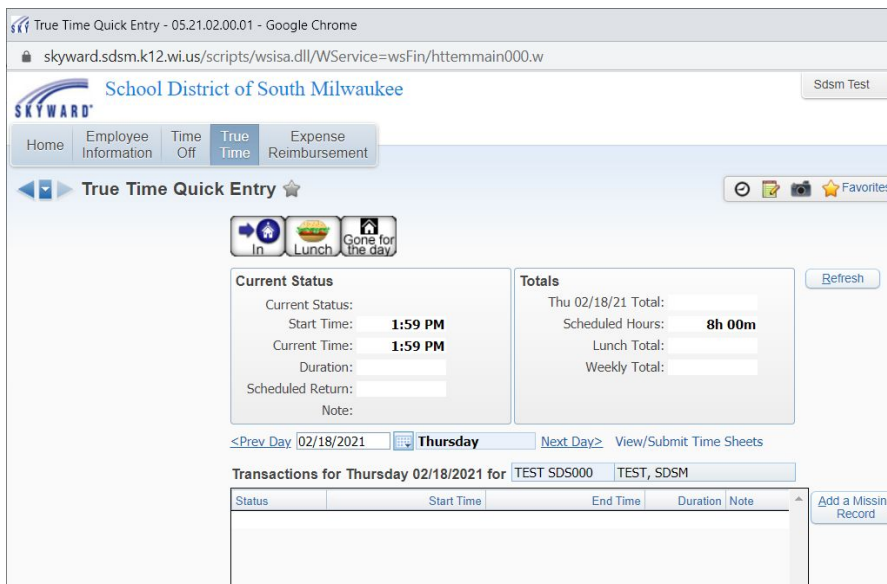 True Time Quick Entry - 05.21.02.00.01 - Google Chrome
skyward.sdsm.k12.wi.us/scripts/wsisa.dll/WService=wsFin/httemmain000.w
SKYWARD
School District of South Milwaukee
Sdsm Test
Home
Employee Information
Time Off
True Time
Expense Reimbursement
True Time Quick Entry
Favorites
In
Lunch
Gone for the day
Current Status
Current Status:
Start Time: 1:59 PM
Current Time: 1:59 PM
Duration:
Scheduled Return:
Note:
Totals
Thu 02/18/21 Total:
Scheduled Hours: 8h 00m
Lunch Total:
Weekly Total:
Refresh
<Prev Day 02/18/2021 Thursday Next Day> View/Submit Time Sheets
Transactions for Thursday 02/18/2021 for TEST SDS000 TEST, SDSM
Status Start Time End Time Duration Note
Add a Missin
Record